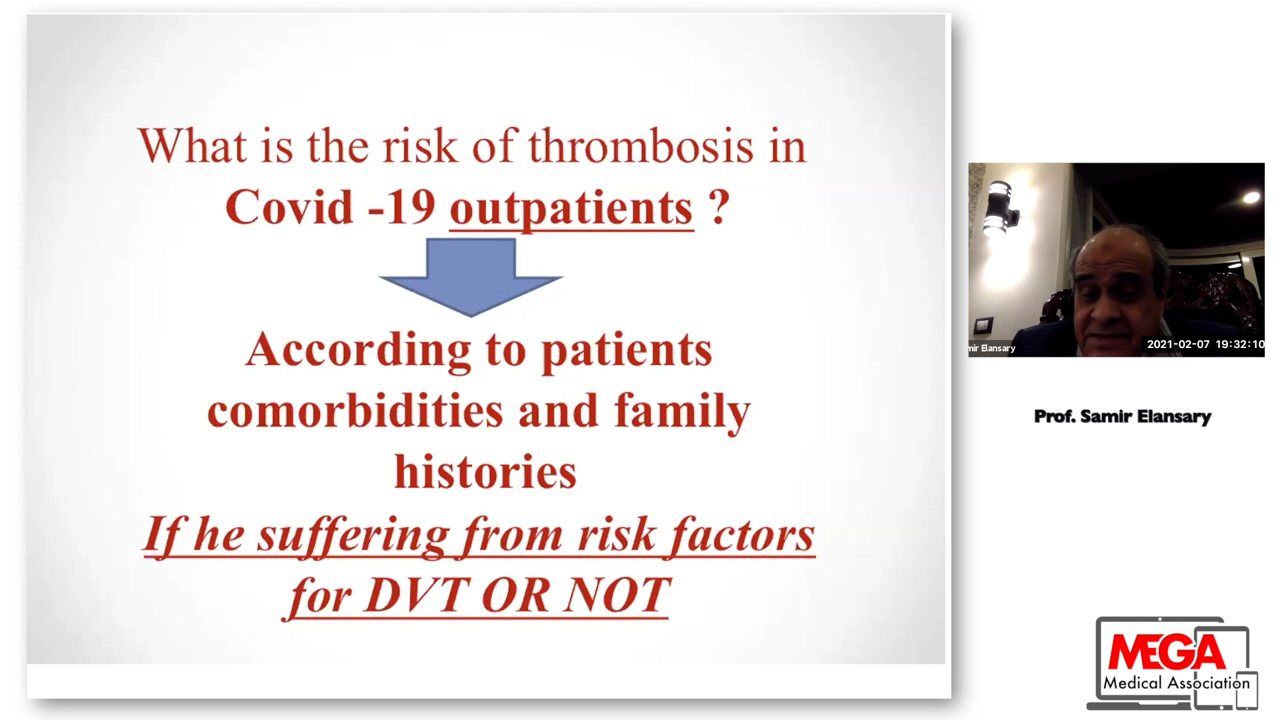 What is the risk of thrombosis in
Covid -19 outpatients ?
According to patients
comorbidities and family
histories
If he suffering from risk factors
for DVT OR NOT
mir Elansary
2021-02-07 19:32:10
Prof. Samir Elansary
MEGA
Medical Association